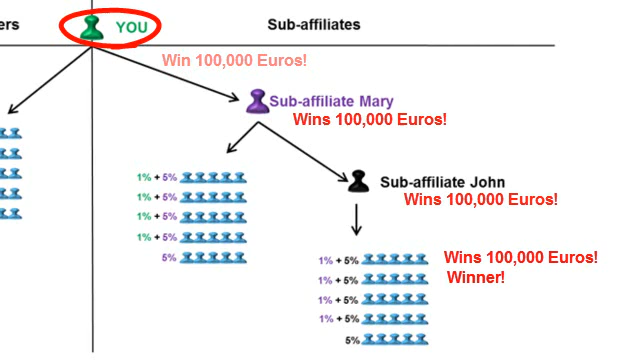 ers
YOU
Sub-affiliates
Win 100,000 Euros!
Sub-affiliate Mary
Wins 100,000 Euros!
1% + 5%
1% + 5%
1% + 5%
1% + 5%
5%
Sub-affiliate John
Wins 100,000 Euros!
1% + 5%
1% + 5%
1% + 5%
1% + 5%
5%
Wins 100,000 Euros!
Winner!